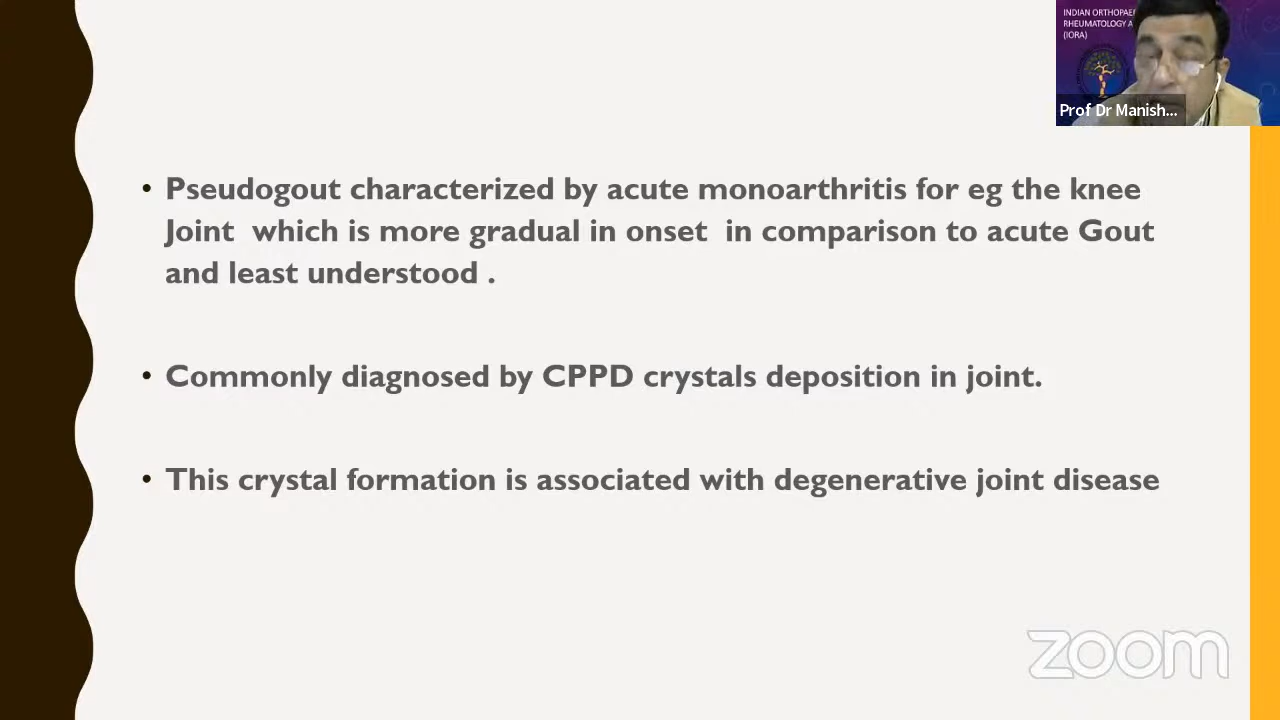 INDIAN ORTHOPAE
RHEUMATOLOGY A
(IORA)
Prof Dr Manish...
• Pseudogout characterized by acute monoarthritis for eg the knee
Joint which is more gradual in onset in comparison to acute Gout
and least understood .
• Commonly diagnosed by CPPD crystals deposition in joint.
• This crystal formation is associated with degenerative joint disease
zoom